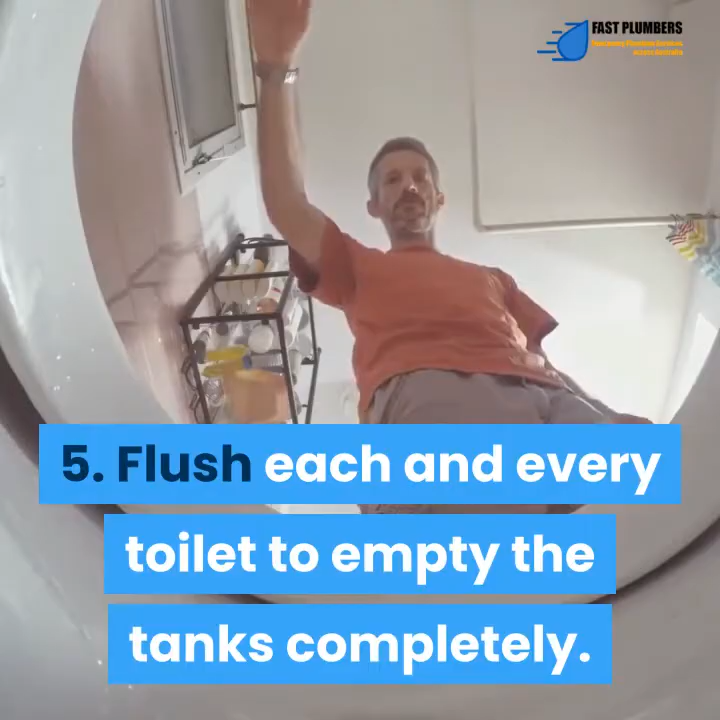 FAST PLUMBERS
5. Flush each and every
toilet to empty the
tanks completely.